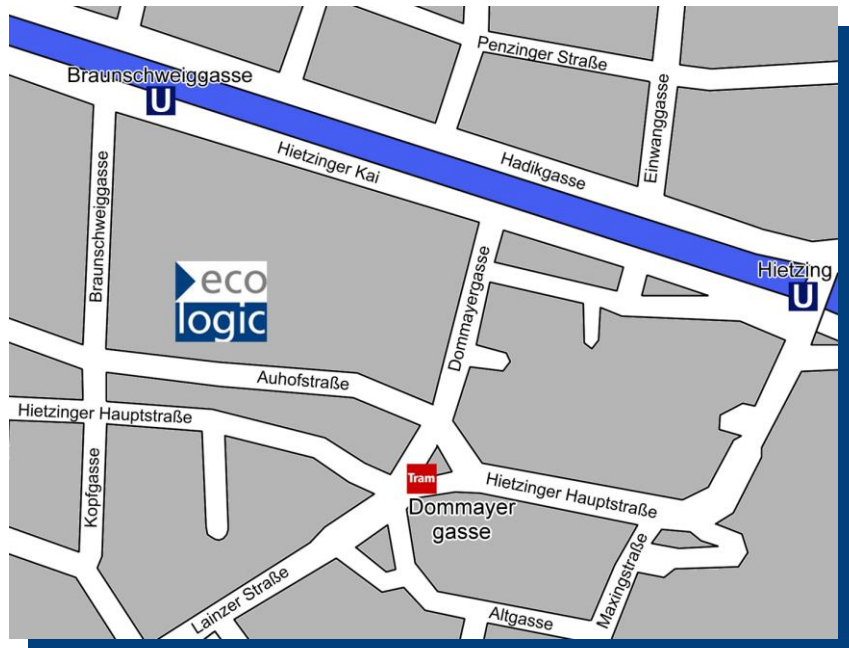 Penzinger Straße
Braunschweiggasse
U
Einwanggasse
Hietzinger Kai
Hadikgasse
Braunschweiggasse
eco
logic
Hietzing
U
Dommayergasse
Auhofstraße
Hietzinger Hauptstraße
Tram
Hietzinger Hauptstraße
Dommayer
gasse
Kopfgasse
Maxingstraße
Lainzer Straße
Altgasse